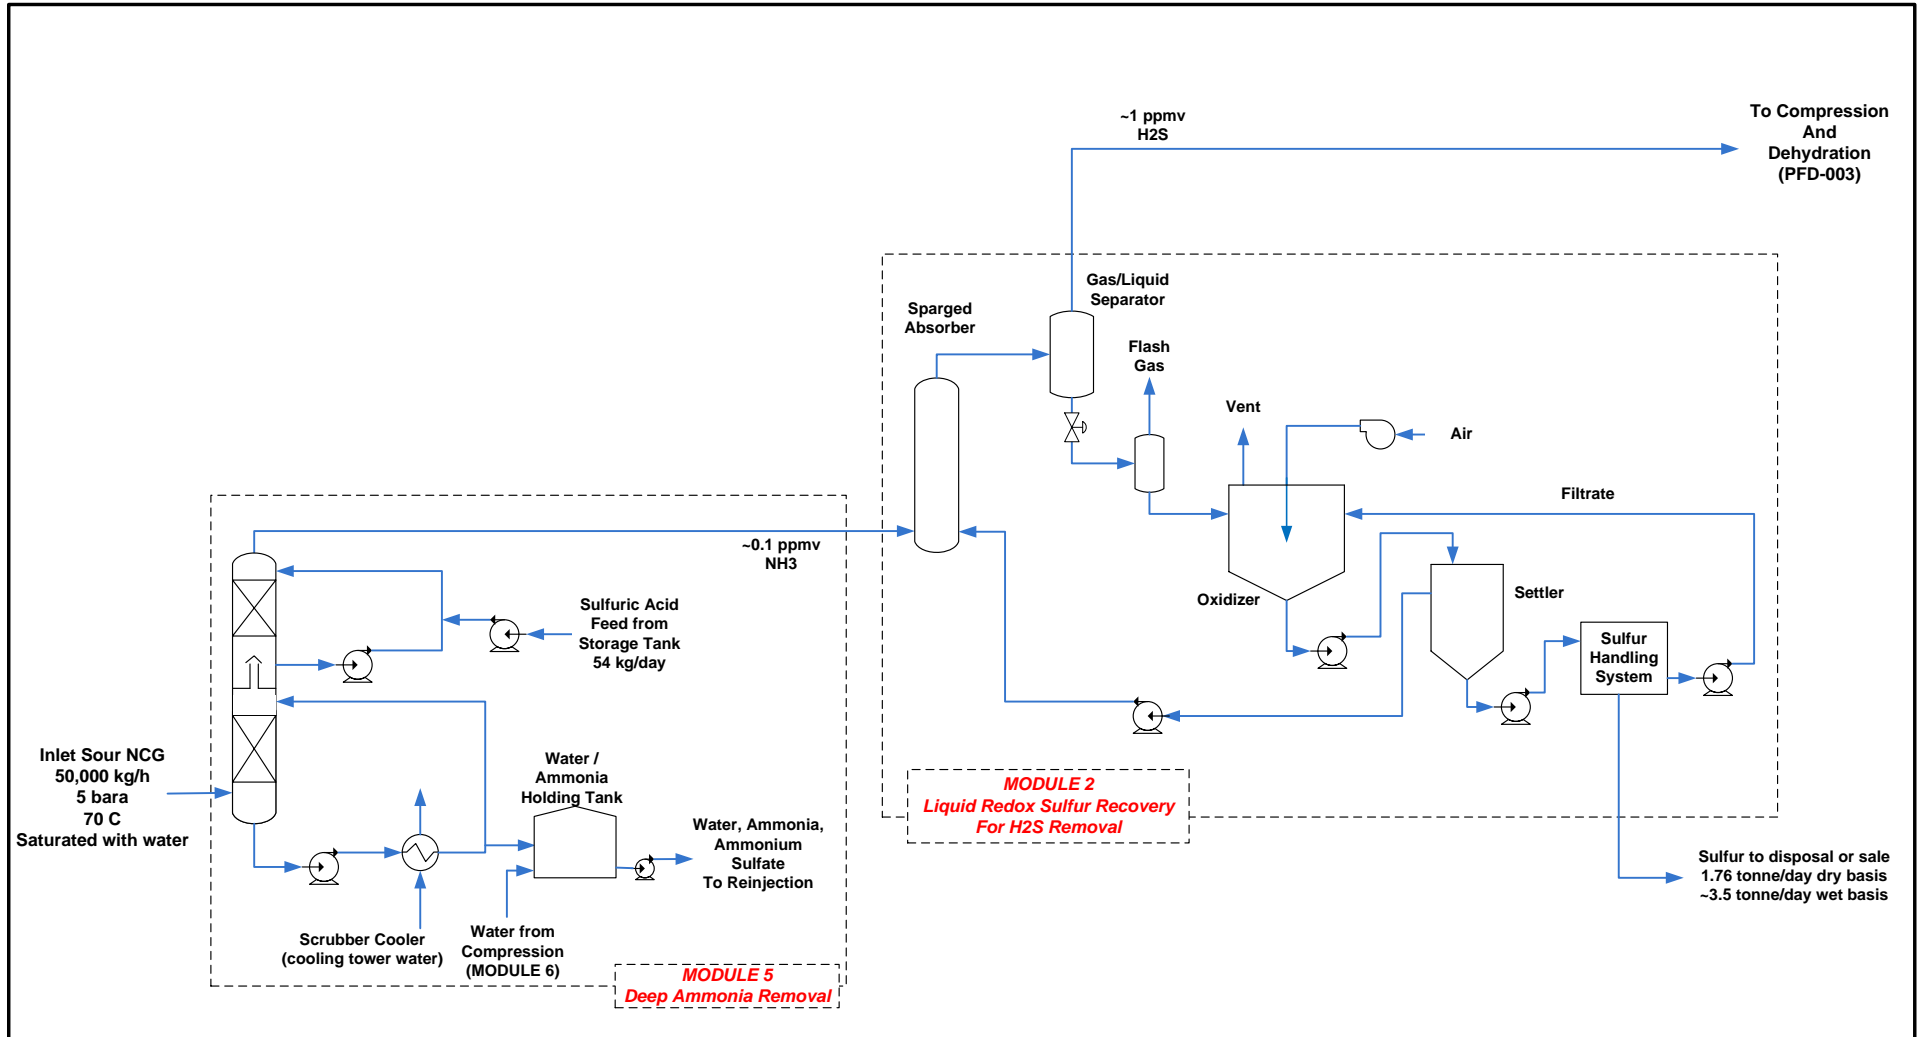 ~1 ppmv
H2S
To Compression
And
Dehydration
(PFD-003)
Gas/Liquid
Separator
Sparged
Absorber
Flash
Gas
Vent
Air
Filtrate
~0.1 ppmv
NH3
Oxidizer
Settler
Sulfuric Acid
Feed from
Storage Tank
54 kg/day
Sulfur
Handling
System
Inlet Sour NCG
50,000 kg/h
5 bara
70 C
Saturated with water
Water /
Ammonia
Holding Tank
MODULE 2
Liquid Redox Sulfur Recovery
For H2S Removal
Water, Ammonia,
Ammonium
Sulfate
To Reinjection
Sulfur to disposal or sale
1.76 tonne/day dry basis
~3.5 tonne/day wet basis
Scrubber Cooler
(cooling tower water)
Water from
Compression
(MODULE 6)
MODULE 5
Deep Ammonia Removal